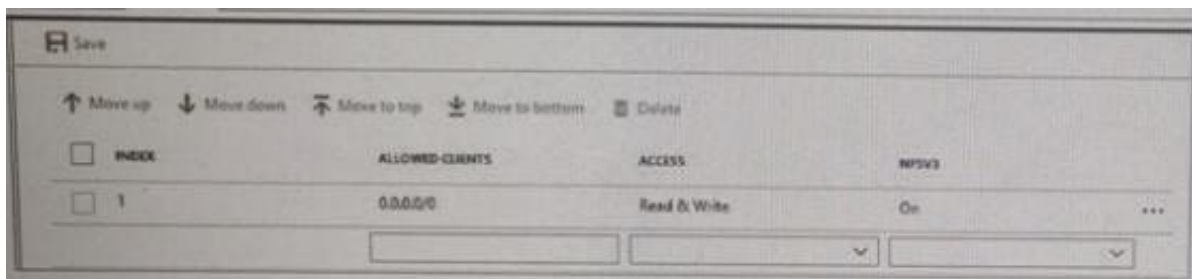 Save
Move up Move down Move to top Move to bottom Delete
INDEX ALLOWED CLIENTS ACCESS NFSV3
1 0.0.0.0/0 Read & Write On ...